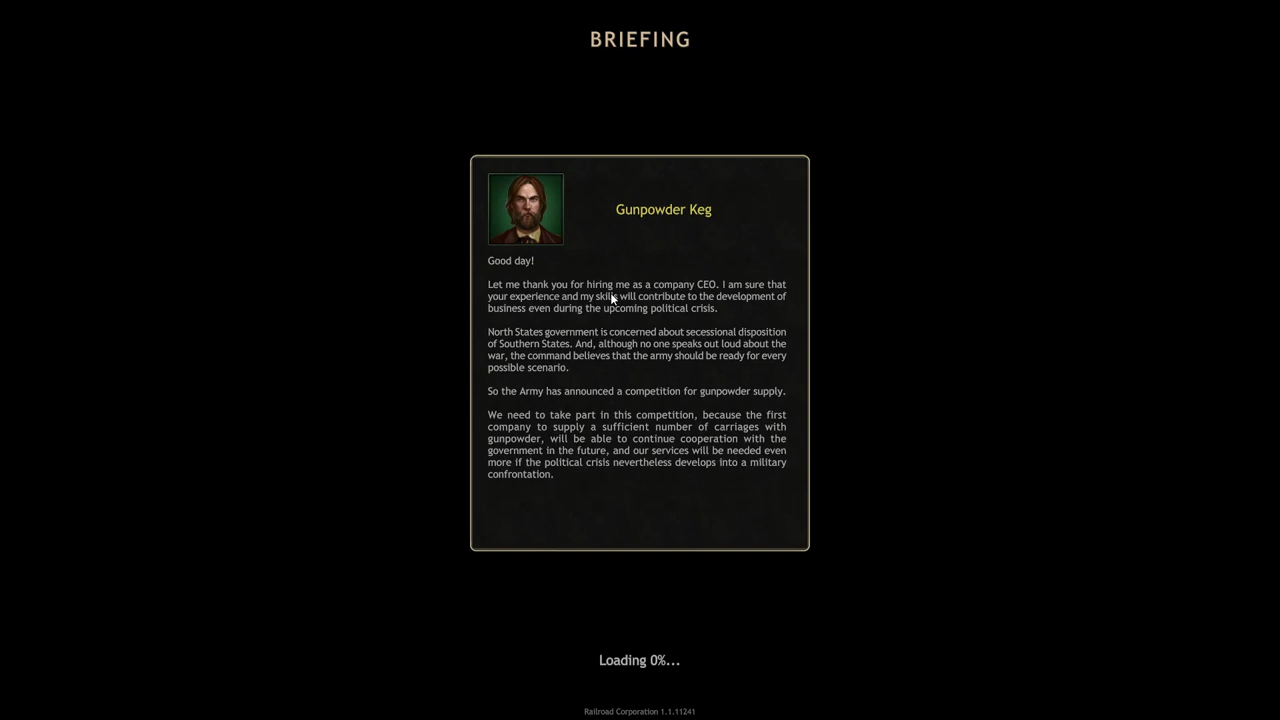 BRIEFING
Gunpowder Keg
Good day!
Let me thank you for hiring me as a company CEO. I am sure that
your experience and my skills will contribute to the development of
business even during the upcoming political crisis.
North States government is concerned about secessional disposition
of Southern States. And, although no one speaks out loud about the
war, the command believes that the army should be ready for every
possible scenario.
So the Army has announced a competition for gunpowder supply.
We need to take part in this competition, because the first
company to supply a sufficient number of carriages with
gunpowder, will be able to continue cooperation with the
government in the future, and our services will be needed even
more if the political crisis nevertheless develops into a military
confrontation.
Loading 0%...
Railroad Corporation 1.1.11241